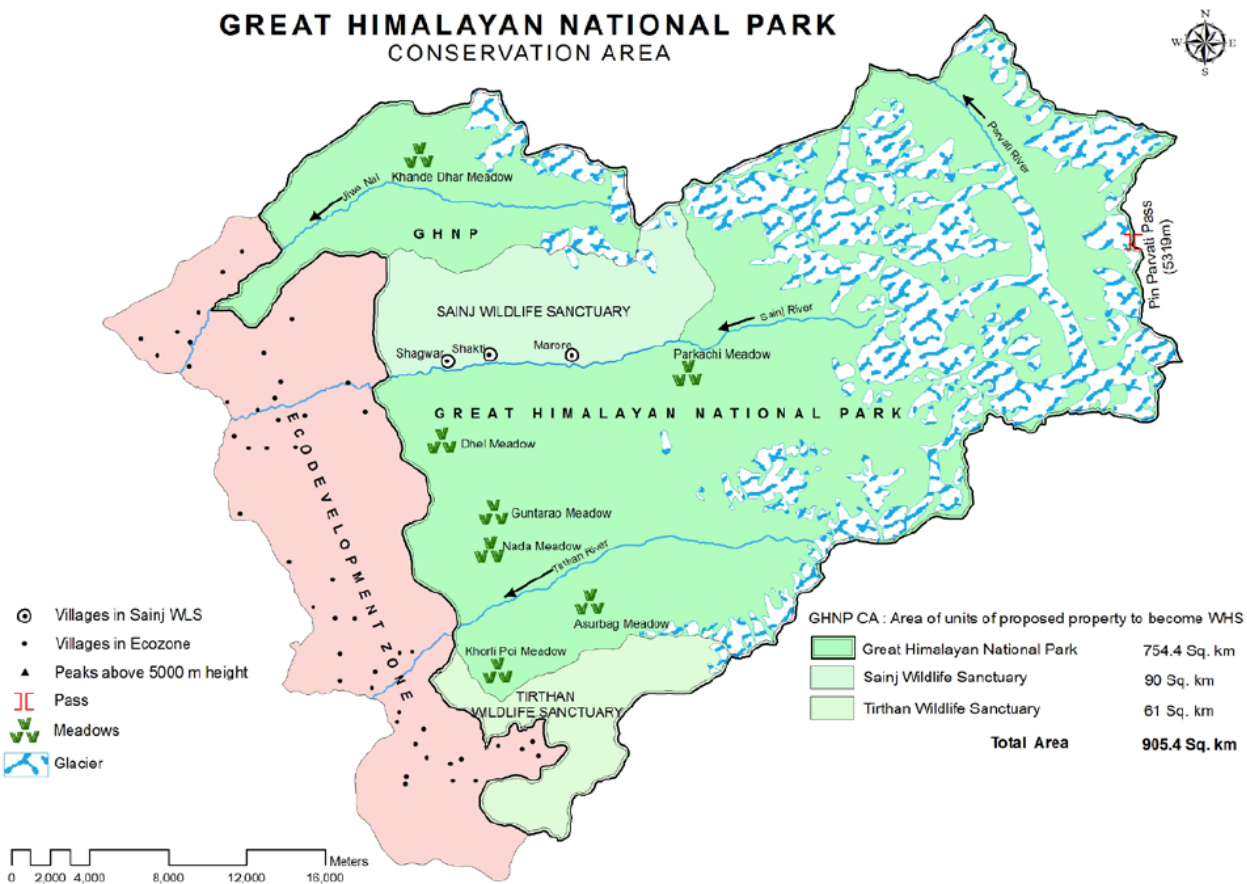 GREAT HIMALAYAN NATIONAL PARK
CONSERVATION AREA
N
W E
S
Parvati River
Khande Dhar Meadow
Jiwa Nal
GHNP
Pin Parvati Pass
(5319m)
SAINJ WILDLIFE SANCTUARY
Sainj River
Shagwar
Shakti
Maroro
Parkachi Meadow
GREAT HIMALAYAN NATIONAL PARK
ECODEVELOPMENT ZONE
Dhel Meadow
Guntarao Meadow
Nada Meadow
Tirthan River
Asurbag Meadow
Khorli Poi Meadow
TIRTHAN
WILDLIFE SANCTUARY
Villages in Sainj WLS
Villages in Ecozone
Peaks above 5000 m height
Pass
Meadows
Glacier
GHNP CA : Area of units of proposed property to become WHS
Great Himalayan National Park 754.4 Sq. km
Sainj Wildlife Sanctuary 90 Sq. km
Tirthan Wildlife Sanctuary 61 Sq. km
Total Area 905.4 Sq. km
Meters
0 2,000 4,000 8,000 12,000 16,000